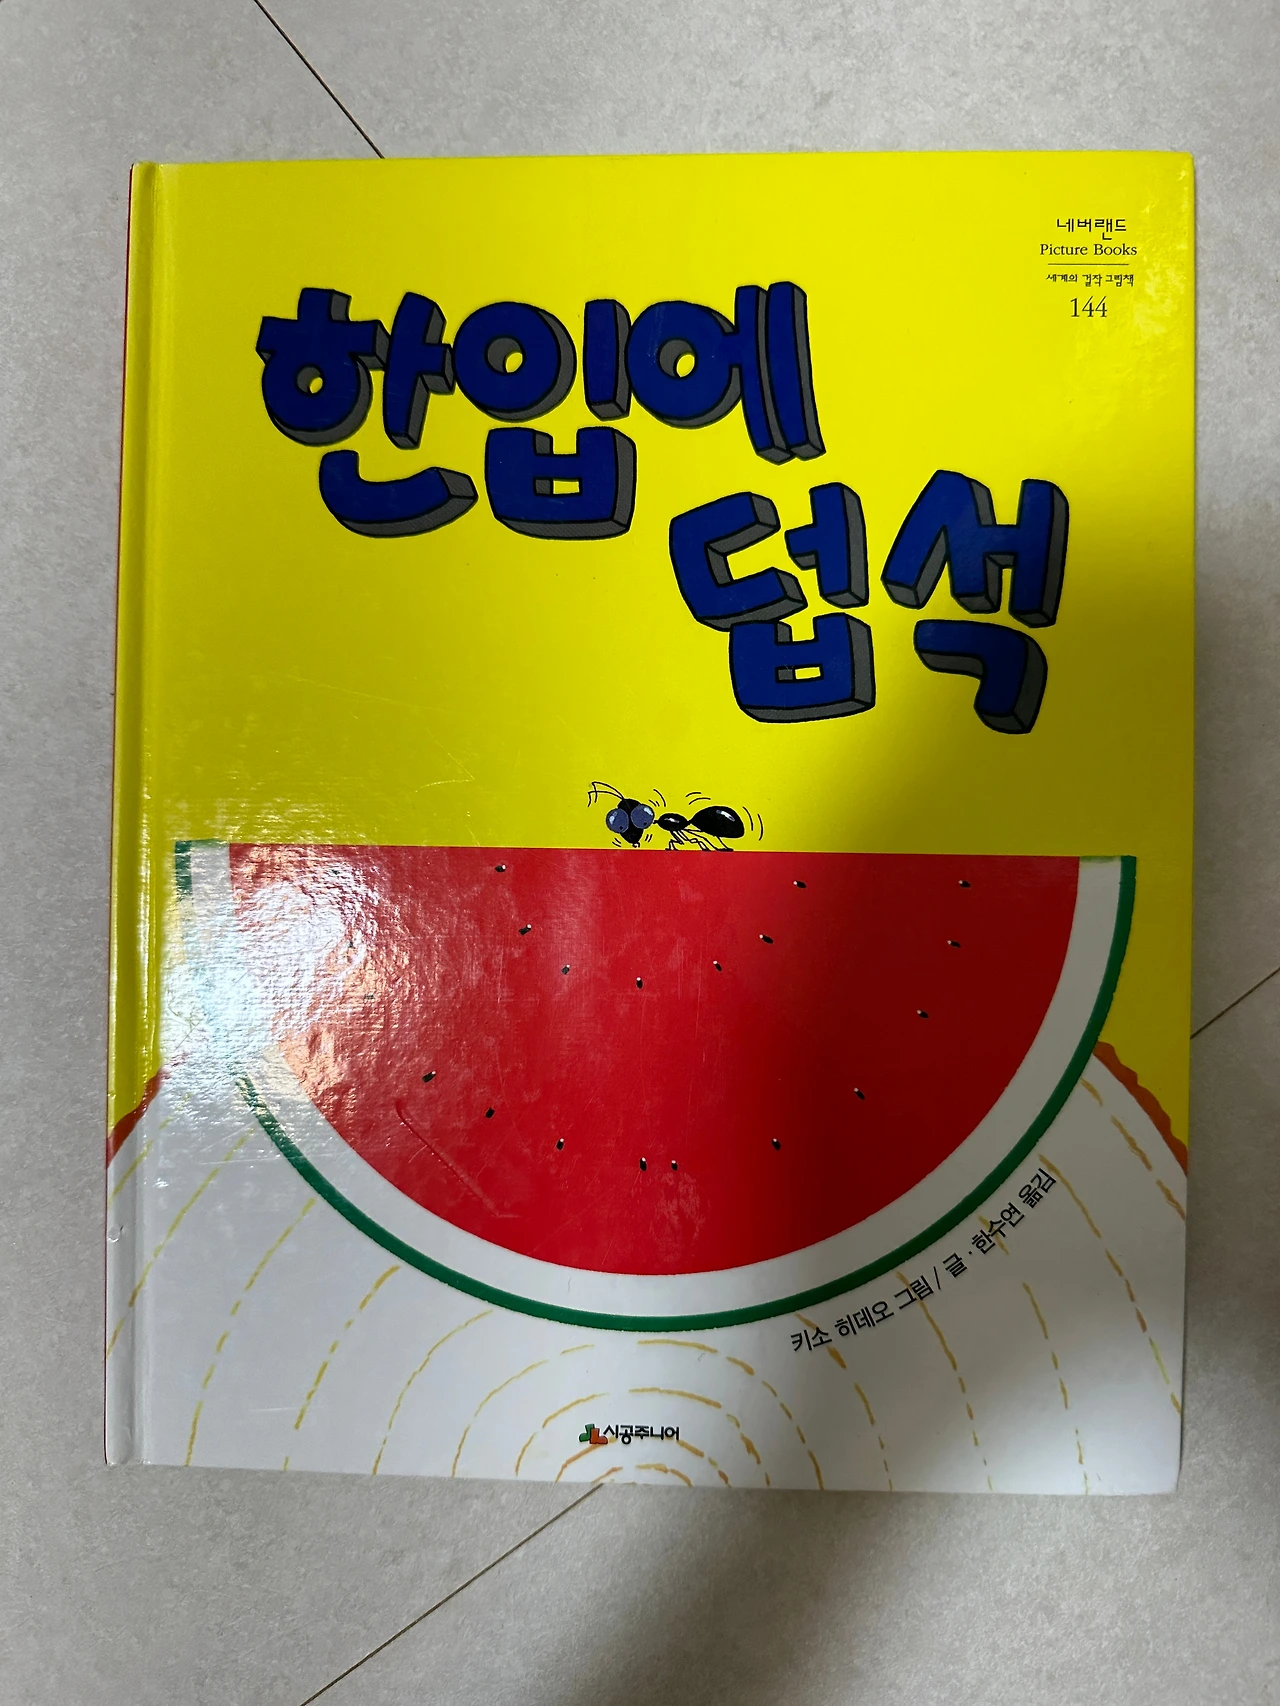 네버랜드
Picture Books
세계의 걸작 그림책
144
한입에
덥석
키소 히데오 그림 / 글 · 한수연 옮김
시공주니어